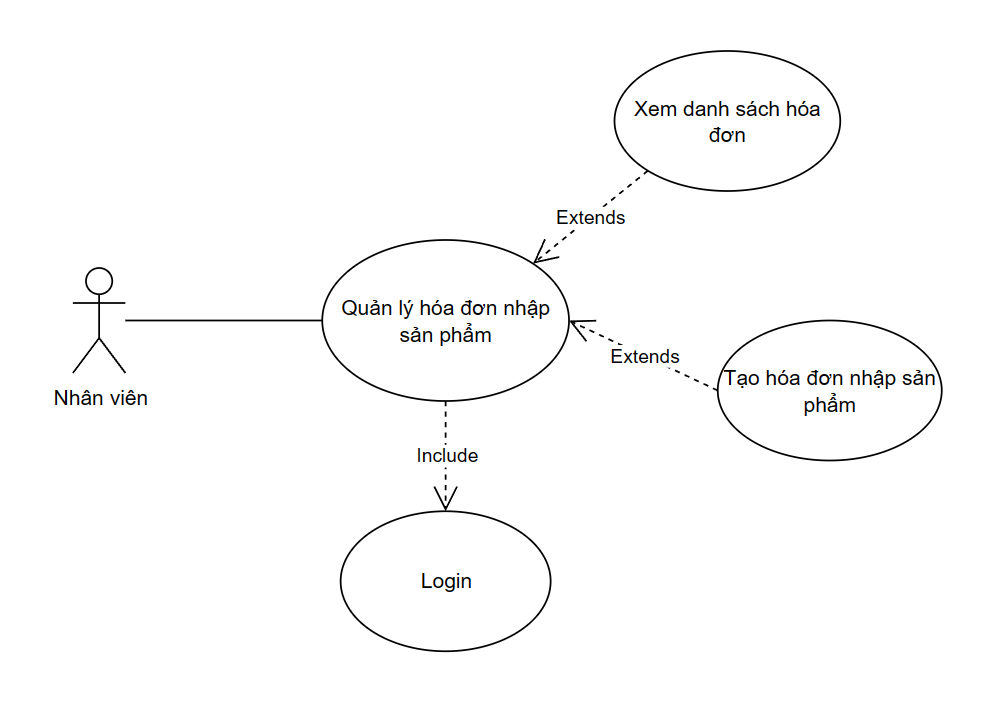 Xem danh sách hóa
đơn
Extends
Quản lý hóa đơn nhập
sản phẩm
Extends
Tạo hóa đơn nhập sản
phẩm
Nhân viên
Include
Login